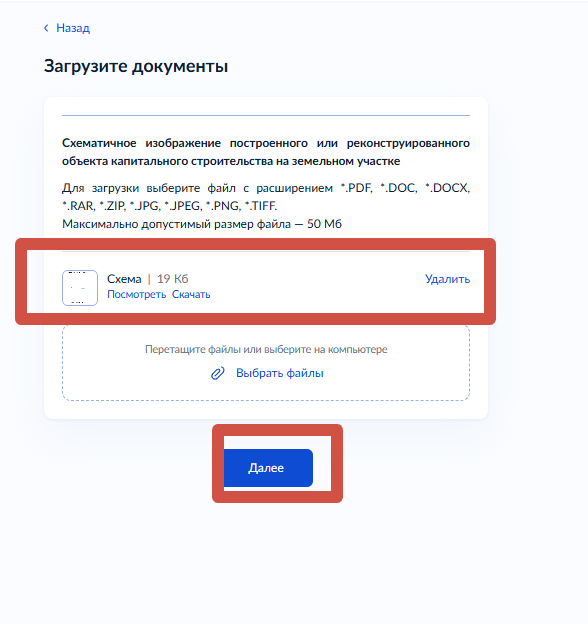 Назад
Загрузите документы
Схематичное изображение построенного или реконструированного
объекта капитального строительства на земельном участке
Для загрузки выберите файл с расширением *.PDF, *.DOC, *.DOCX,
*.RAR, *.ZIP, *.JPG, *.JPEG, *.PNG, *.TIFF.
Максимально допустимый размер файла — 50 Мб
Схема | 19 Кб
Удалить
Посмотреть Скачать
Перетащите файлы или выберите на компьютере
Выбрать файлы
Далее